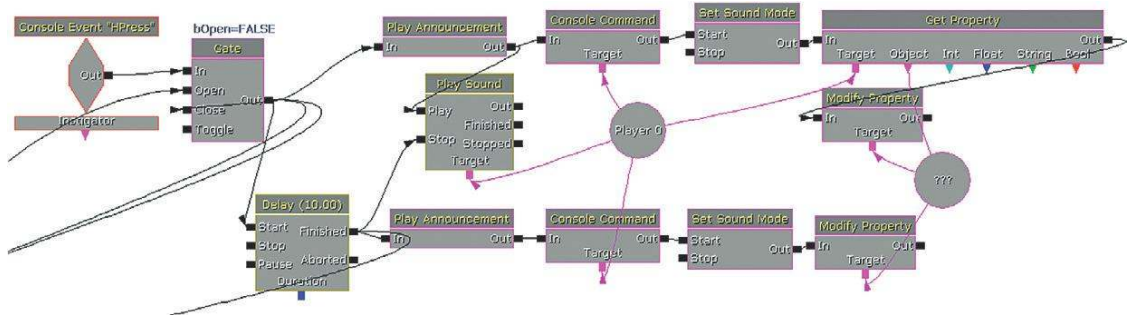 Console Event "HPress"
Out
Instigator
bOpen=FALSE
Gate
In
Open
Close
Toggle
Out
Play Announcement
In Out
Play Sound
Play
Stop
Out
Finished
Stopped
Target
Console Command
In Out
Target
Set Sound Mode
Start
Stop
Out
Get Property
In Out
Target Object Int Float String Bool
Modify Property
In Out
Target
Player 0
???
Delay (10.00)
Start
Stop
Pause
Finished
Aborted
Duration
Play Announcement
In Out
Console Command
In Out
Target
Set Sound Mode
Start
Stop
Out
Modify Property
In Out
Target